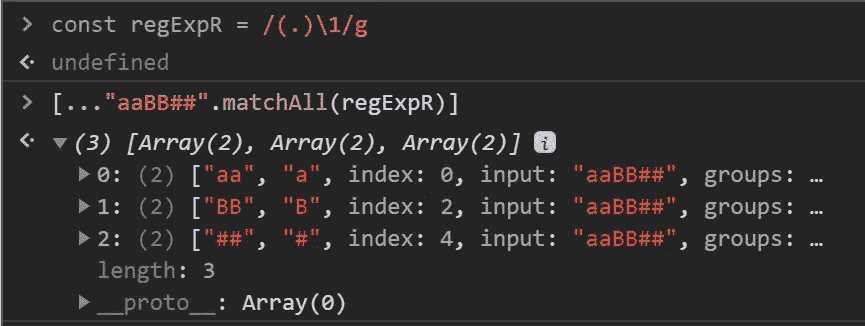 > const regExpR = /(.)\1/g
<· undefined
> [..."aaBB##".matchAll(regExpR)]
<· ▼ (3) [Array(2), Array(2), Array(2)] i
▶ 0: (2) ["aa", "a", index: 0, input: "aaBB##", groups: …
▶ 1: (2) ["BB", "B", index: 2, input: "aaBB##", groups: …
▶ 2: (2) ["##", "#", index: 4, input: "aaBB##", groups: …
length: 3
▶ __proto__: Array(0)